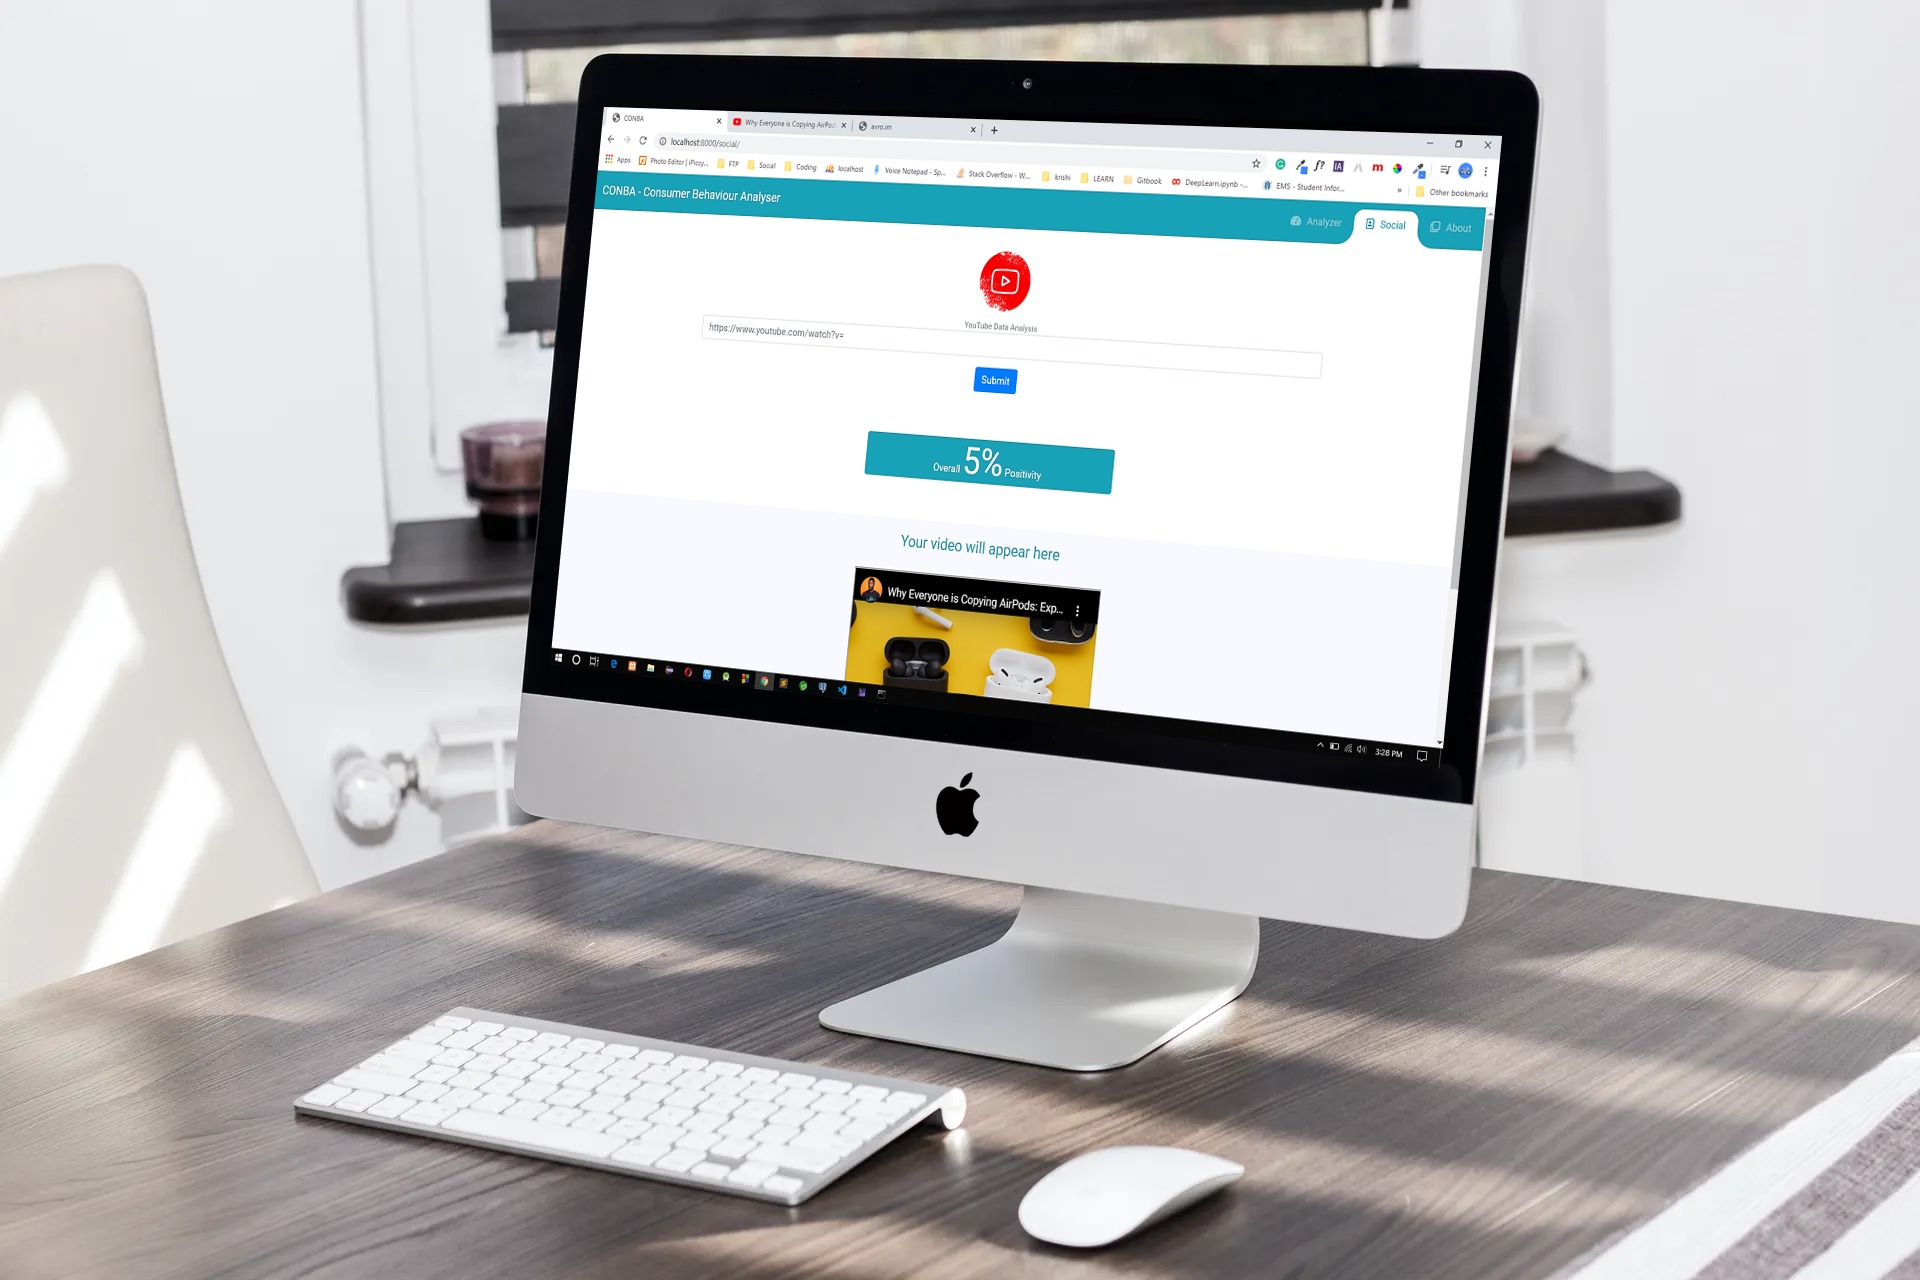 CONBA
Why Everyone is Copying AirPods
avro.im
localhost:8000/social/
Apps
Photo Editor | iPiccy...
FTP
Social
Coding
localhost
Voice Notepad - Sp...
Stack Overflow - W...
krishi
LEARN
Gitbook
DeepLearn.ipynb -...
EMS - Student Infor...
»
Other bookmarks
f?
IA
m
CONBA - Consumer Behaviour Analyser
Analyzer
Social
About
YouTube Data Analysis
https://www.youtube.com/watch?v=
Submit
Overall 5% Positivity
Your video will appear here
Why Everyone is Copying AirPods: Exp...
3:28 PM